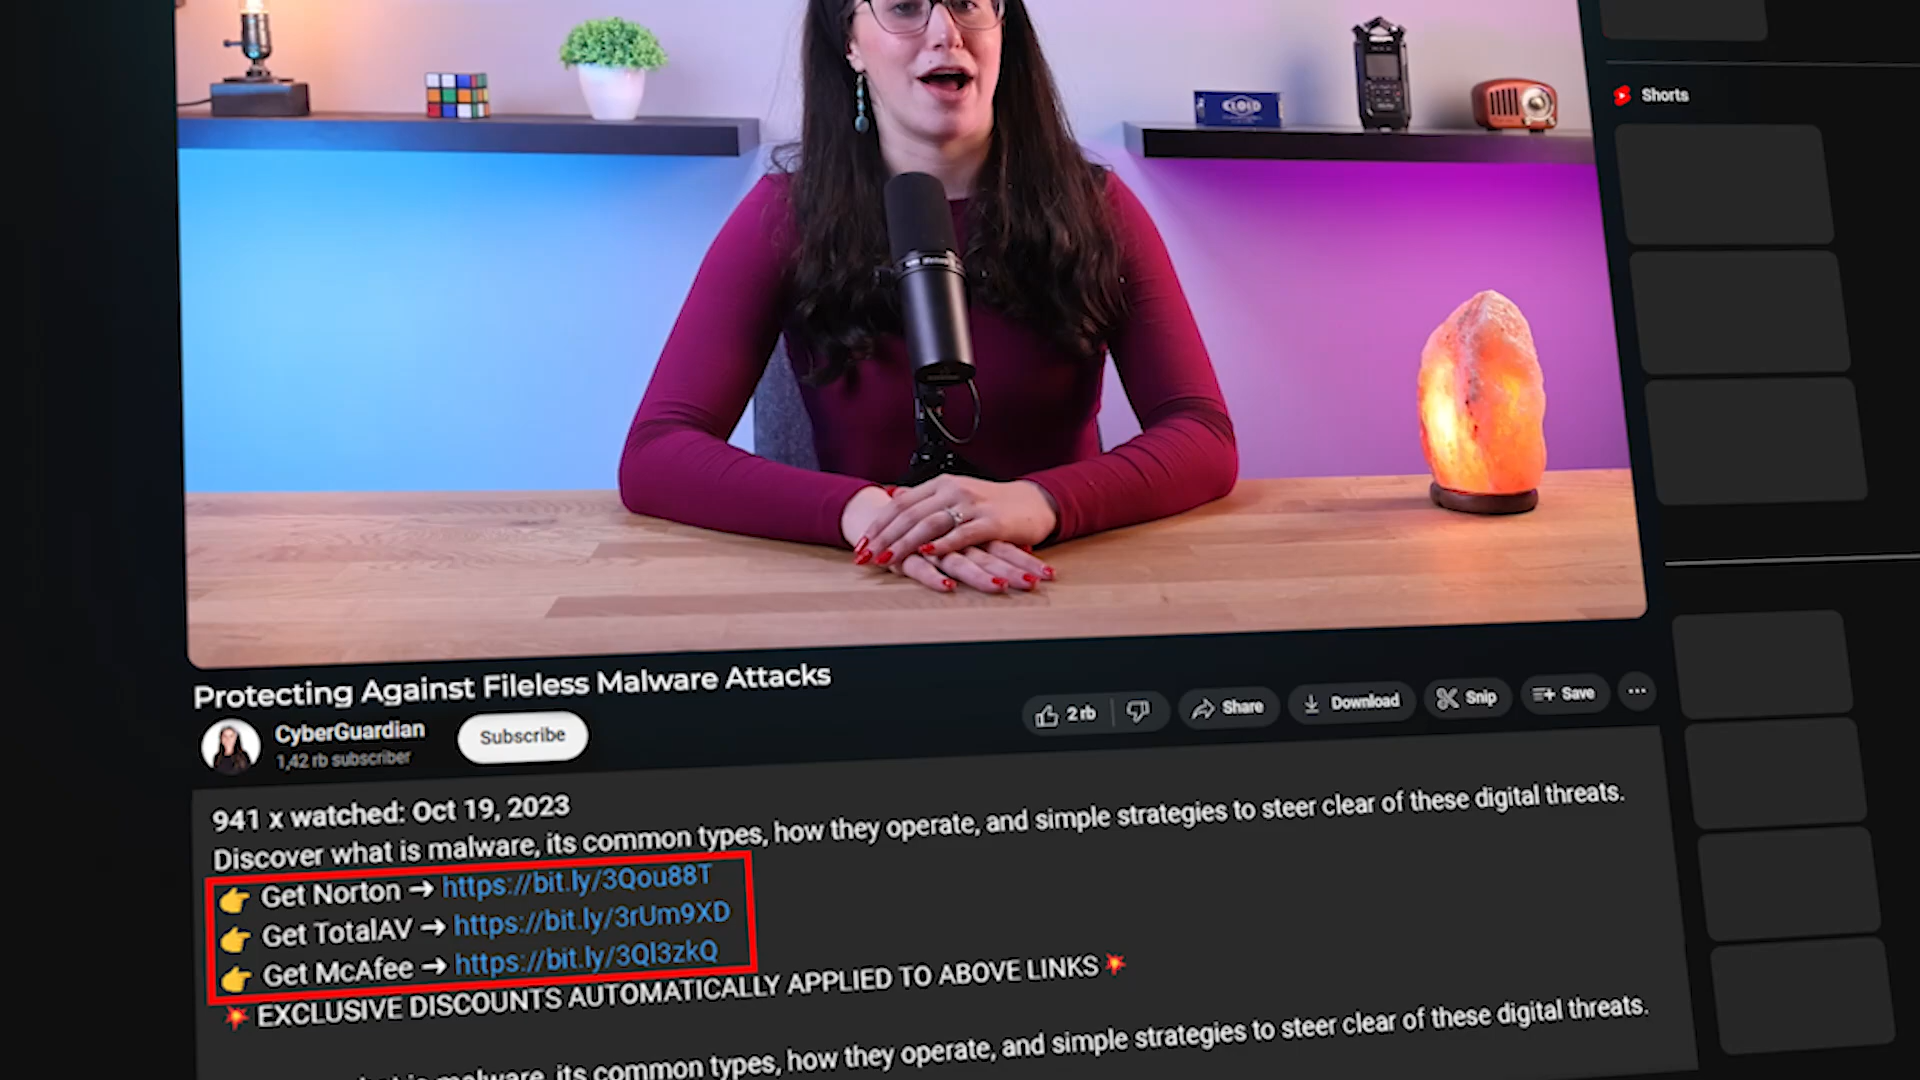 CLOUD
Shorts
Protecting Against Fileless Malware Attacks
CyberGuardian
1,42 rb subscriber
Subscribe
2 rb
Share
Download
Snip
Save
941 x watched: Oct 19, 2023
Discover what is malware, its common types, how they operate, and simple strategies to steer clear of these digital threats.
👉 Get Norton ➜ https://bit.ly/3Qou88T
👉 Get TotalAV ➜ https://bit.ly/3rUm9XD
👉 Get McAfee ➜ https://bit.ly/3Ql3zkQ
💥 EXCLUSIVE DISCOUNTS AUTOMATICALLY APPLIED TO ABOVE LINKS 💥
what is malware, its common types, how they operate, and simple strategies to steer clear of these digital threats.